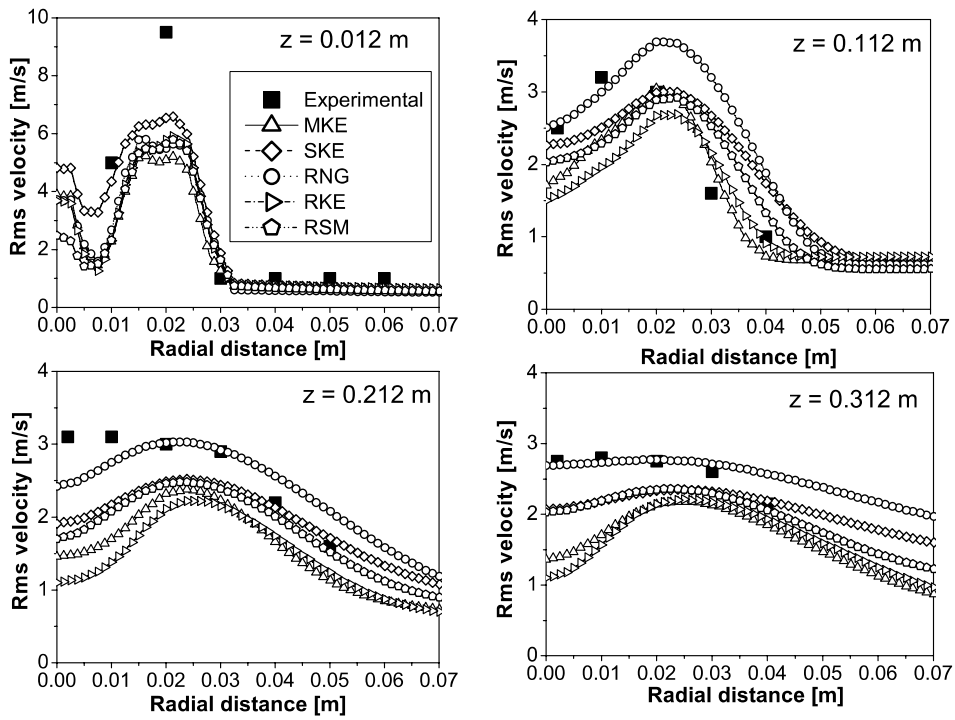 z = 0.012 m
Rms velocity [m/s]
10
8
6
4
2
0
Experimental
MKE
SKE
RNG
RKE
RSM
0.00 0.01 0.02 0.03 0.04 0.05 0.06 0.07
Radial distance [m]
z = 0.112 m
Rms velocity [m/s]
4
3
2
1
0
0.00 0.01 0.02 0.03 0.04 0.05 0.06 0.07
Radial distance [m]
z = 0.212 m
Rms velocity [m/s]
4
3
2
1
0
0.00 0.01 0.02 0.03 0.04 0.05 0.06 0.07
Radial distance [m]
z = 0.312 m
Rms velocity [m/s]
4
3
2
1
0
0.00 0.01 0.02 0.03 0.04 0.05 0.06 0.07
Radial distance [m]